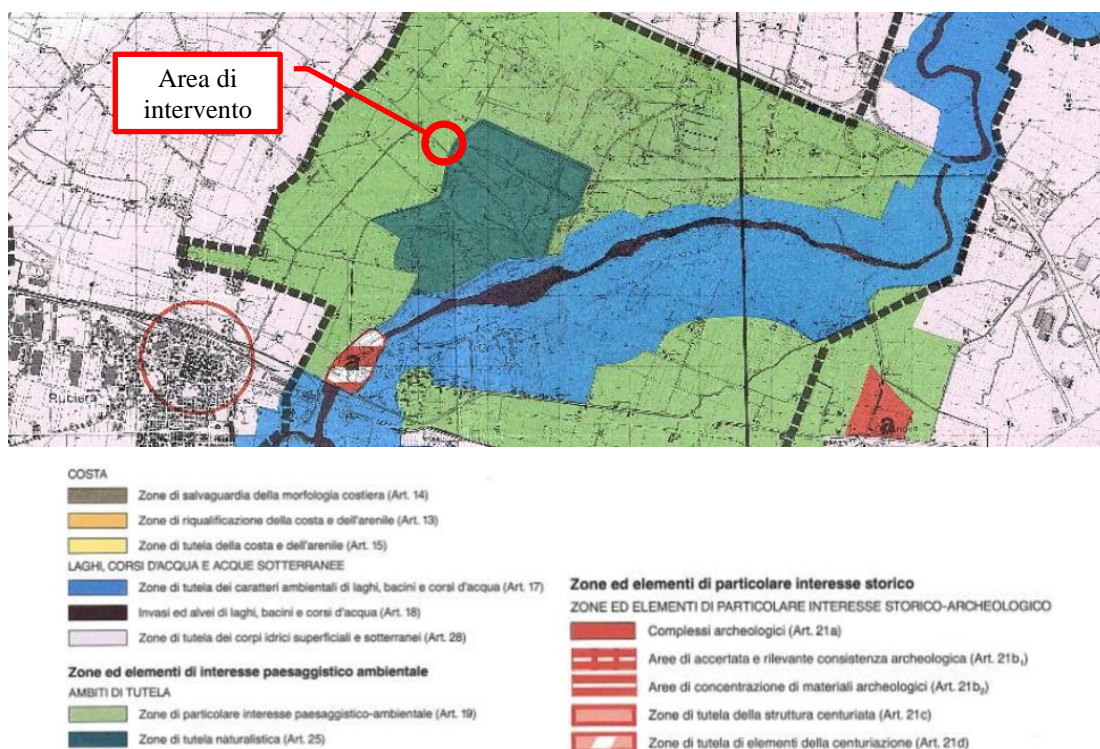 Area di
intervento
Rubiera
a
a
COSTA
Zone di salvaguardia della morfologia costiera (Art. 14)
Zone di riqualificazione della costa e dell'arenile (Art. 13)
Zone di tutela della costa e dell'arenile (Art. 15)
LAGHI, CORSI D'ACQUA E ACQUE SOTTERRANEE
Zone di tutela dei caratteri ambientali di laghi, bacini e corsi d'acqua (Art. 17)
Invasi ed alvei di laghi, bacini e corsi d'acqua (Art. 18)
Zone di tutela dei corpi idrici superficiali e sotterranei (Art. 28)
Zone ed elementi di interesse paesaggistico ambientale
AMBITI DI TUTELA
Zone di particolare interesse paesaggistico-ambientale (Art. 19)
Zone di tutela naturalistica (Art. 25)
Zone ed elementi di particolare interesse storico
ZONE ED ELEMENTI DI PARTICOLARE INTERESSE STORICO-ARCHEOLOGICO
Complessi archeologici (Art. 21a)
Aree di accertata e rilevante consistenza archeologica (Art. 21b₁)
Aree di concentrazione di materiali archeologici (Art. 21b₂)
Zone di tutela della struttura centuriata (Art. 21c)
Zone di tutela di elementi della centuriazione (Art. 21d)